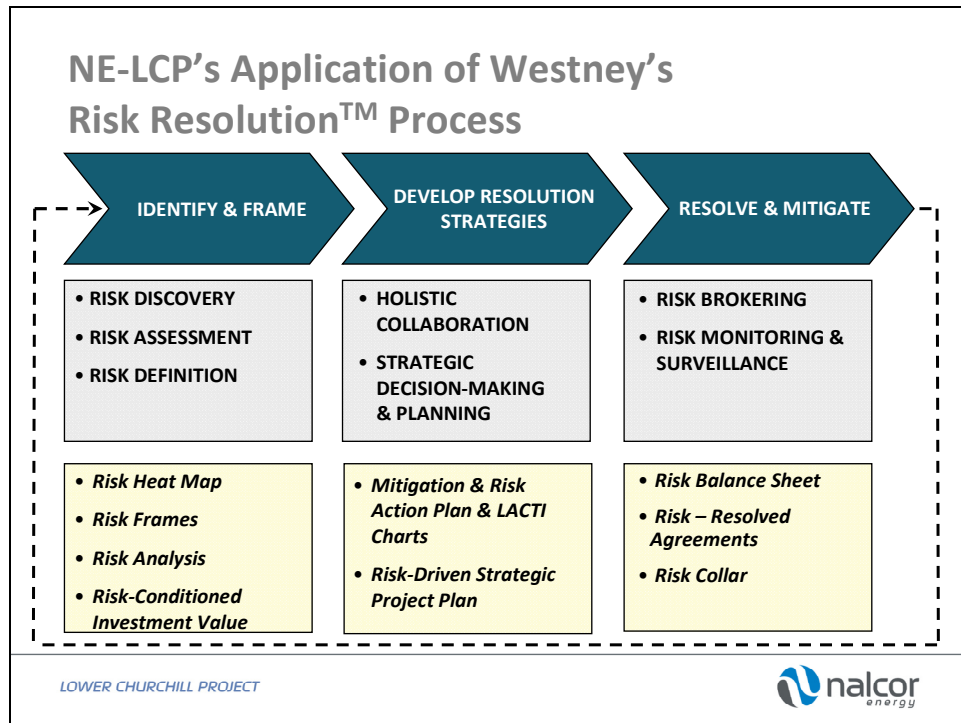 NE-LCP's Application of Westney's
Risk Resolution™ Process
IDENTIFY & FRAME
DEVELOP RESOLUTION
STRATEGIES
RESOLVE & MITIGATE
• RISK DISCOVERY
• RISK ASSESSMENT
• RISK DEFINITION
• HOLISTIC
COLLABORATION
• STRATEGIC
DECISION-MAKING
& PLANNING
• RISK BROKERING
• RISK MONITORING &
SURVEILLANCE
• Risk Heat Map
• Risk Frames
• Risk Analysis
• Risk-Conditioned
Investment Value
• Mitigation & Risk
Action Plan & LACTI
Charts
• Risk-Driven Strategic
Project Plan
• Risk Balance Sheet
• Risk – Resolved
Agreements
• Risk Collar
LOWER CHURCHILL PROJECT
nalcor
energy